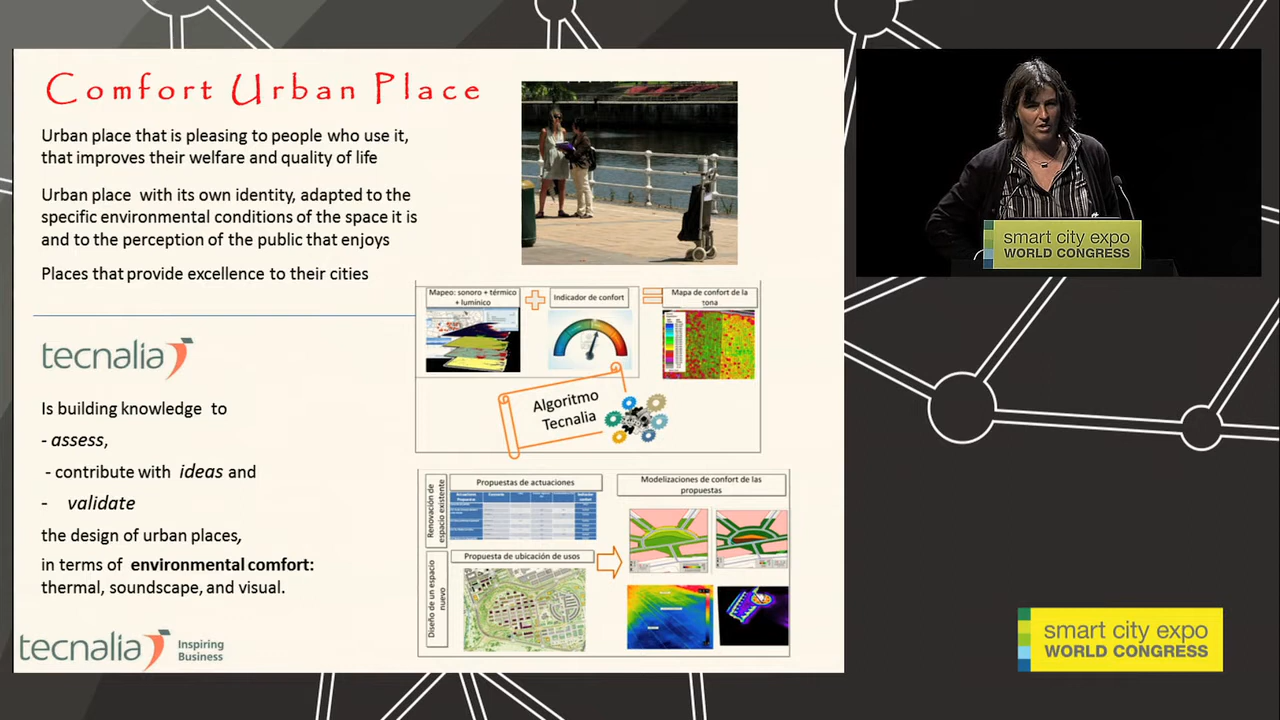 Comfort Urban Place
Urban place that is pleasing to people who use it,
that improves their welfare and quality of life
Urban place with its own identity, adapted to the
specific environmental conditions of the space it is
and to the perception of the public that enjoys
Places that provide excellence to their cities
tecnalia
Is building knowledge to
- assess,
- contribute with ideas and
- validate
the design of urban places,
in terms of environmental comfort:
thermal, soundscape, and visual.
tecnalia Inspiring
Business
Mapeo: sonoro + térmico
+ lumínico
Indicador de confort
Mapa de confort de la
zona
Algoritmo
Tecnalia
Renovación de
espacio existente
Propuestas de actuaciones
Modelizaciones de confort de las
propuestas
Diseño de un espacio
nuevo
Propuesta de ubicación de usos
smart city expo
WORLD CONGRESS
smart city expo
WORLD CONGRESS